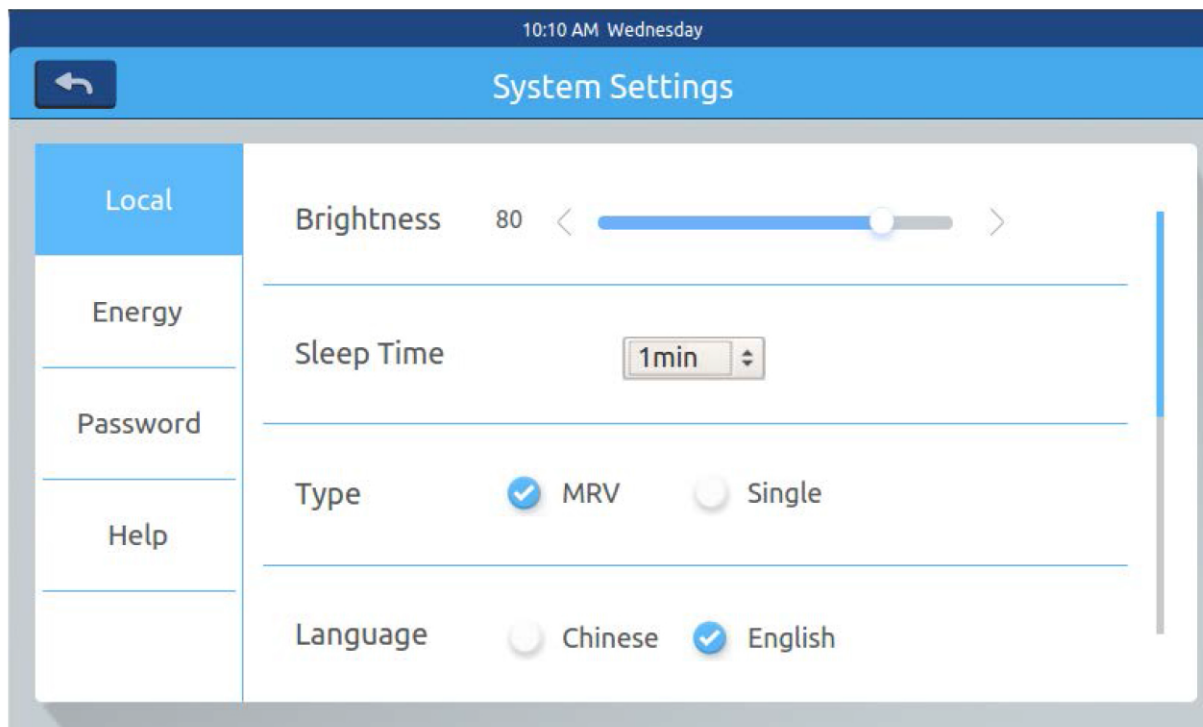 10:10 AM Wednesday
System Settings
Local
Energy
Password
Help
Brightness 80
Sleep Time 1min
Type MRV Single
Language Chinese English